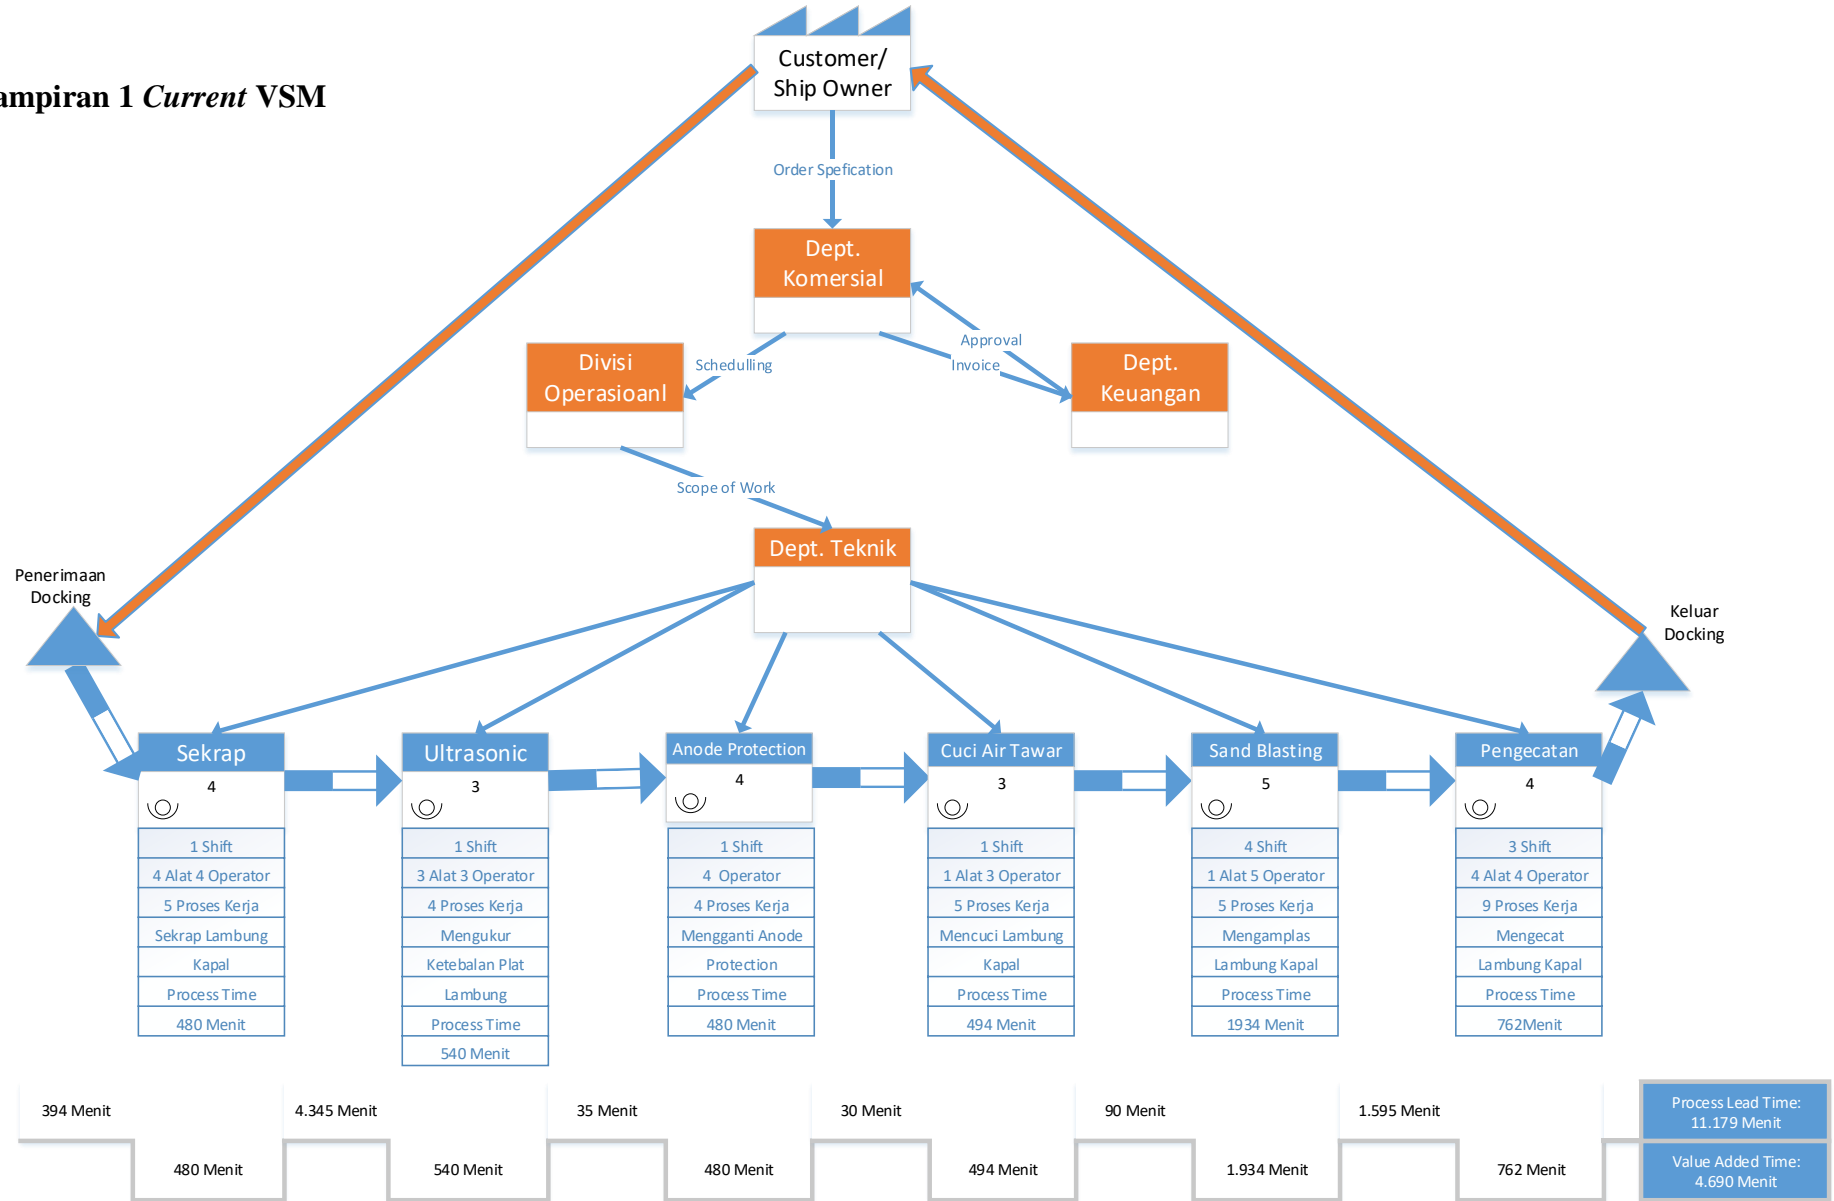 Customer/
Ship Owner
ampiran 1 Current VSM
Order Spefication
Dept.
Komersial
Approval
Invoice
Schedulling
Divisi
Operasioanl
Dept.
Keuangan
Scope of Work
Dept. Teknik
Penerimaan
Docking
Keluar
Docking
Sekrap
4
1 Shift
4 Alat 4 Operator
5 Proses Kerja
Sekrap Lambung
Kapal
Process Time
480 Menit
Ultrasonic
3
1 Shift
3 Alat 3 Operator
4 Proses Kerja
Mengukur
Ketebalan Plat
Lambung
Process Time
540 Menit
Anode Protection
4
1 Shift
4 Operator
4 Proses Kerja
Mengganti Anode
Protection
Process Time
480 Menit
Cuci Air Tawar
3
1 Shift
1 Alat 3 Operator
5 Proses Kerja
Mencuci Lambung
Kapal
Process Time
494 Menit
Sand Blasting
5
4 Shift
1 Alat 5 Operator
5 Proses Kerja
Mengamplas
Lambung Kapal
Process Time
1934 Menit
Pengecatan
4
3 Shift
4 Alat 4 Operator
9 Proses Kerja
Mengecat
Lambung Kapal
Process Time
762Menit
394 Menit
4.345 Menit
35 Menit
30 Menit
90 Menit
1.595 Menit
Process Lead Time:
11.179 Menit
480 Menit
540 Menit
480 Menit
494 Menit
1.934 Menit
762 Menit
Value Added Time:
4.690 Menit